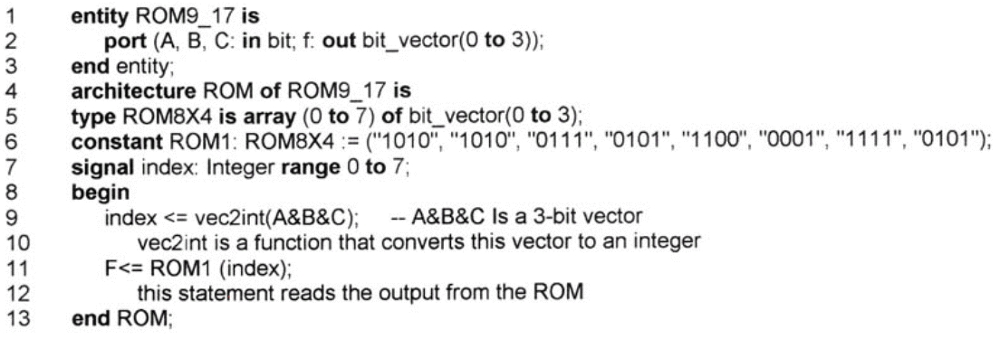 1 entity ROM9_17 is
2 port (A, B, C: in bit; f: out bit_vector(0 to 3));
3 end entity;
4 architecture ROM of ROM9_17 is
5 type ROM8X4 is array (0 to 7) of bit_vector(0 to 3);
6 constant ROM1: ROM8X4 := ("1010", "1010", "0111", "0101", "1100", "0001", "1111", "0101");
7 signal index: Integer range 0 to 7;
8 begin
9 index <= vec2int(A&B&C); -- A&B&C Is a 3-bit vector
10 vec2int is a function that converts this vector to an integer
11 F<= ROM1 (index);
12 this statement reads the output from the ROM
13 end ROM;